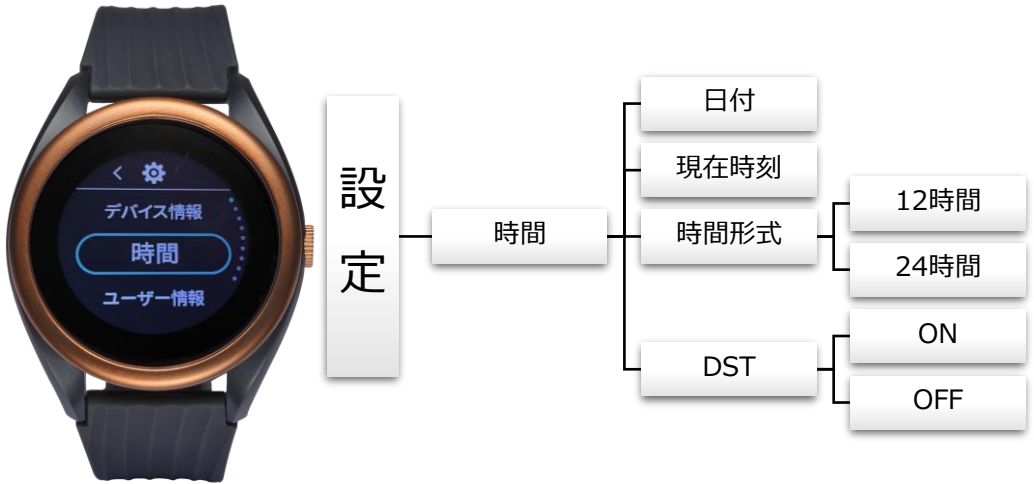 デバイス情報
時間
ユーザー情報
設定
時間
日付
現在時刻
時間形式
12時間
24時間
DST
ON
OFF